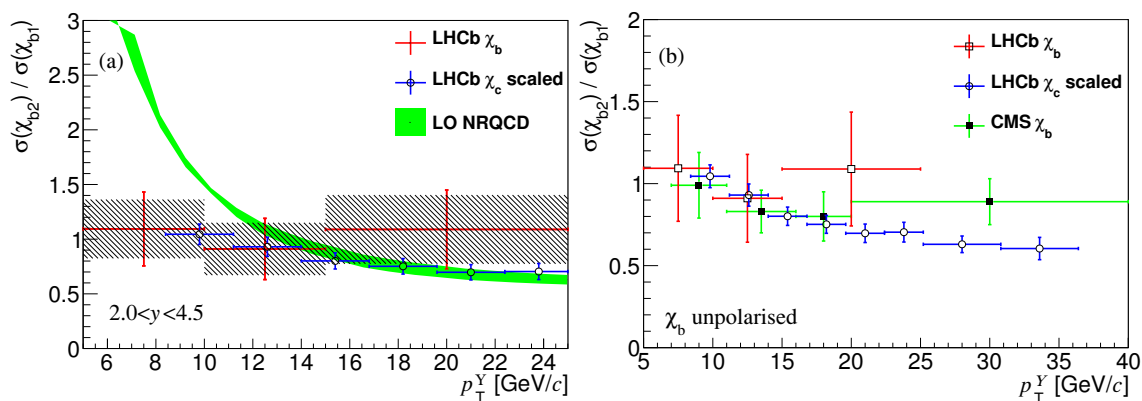 σ(χb2) / σ(χb1)
3
2.5
2
1.5
1
0.5
0
(a)
LHCb χb
LHCb χc scaled
LO NRQCD
2.0<y<4.5
6 8 10 12 14 16 18 20 22 24
pTΥ [GeV/c]
σ(χb2) / σ(χb1)
2
1.5
1
0.5
0
(b)
LHCb χb
LHCb χc scaled
CMS χb
χb unpolarised
5 10 15 20 25 30 35 40
pTΥ [GeV/c]